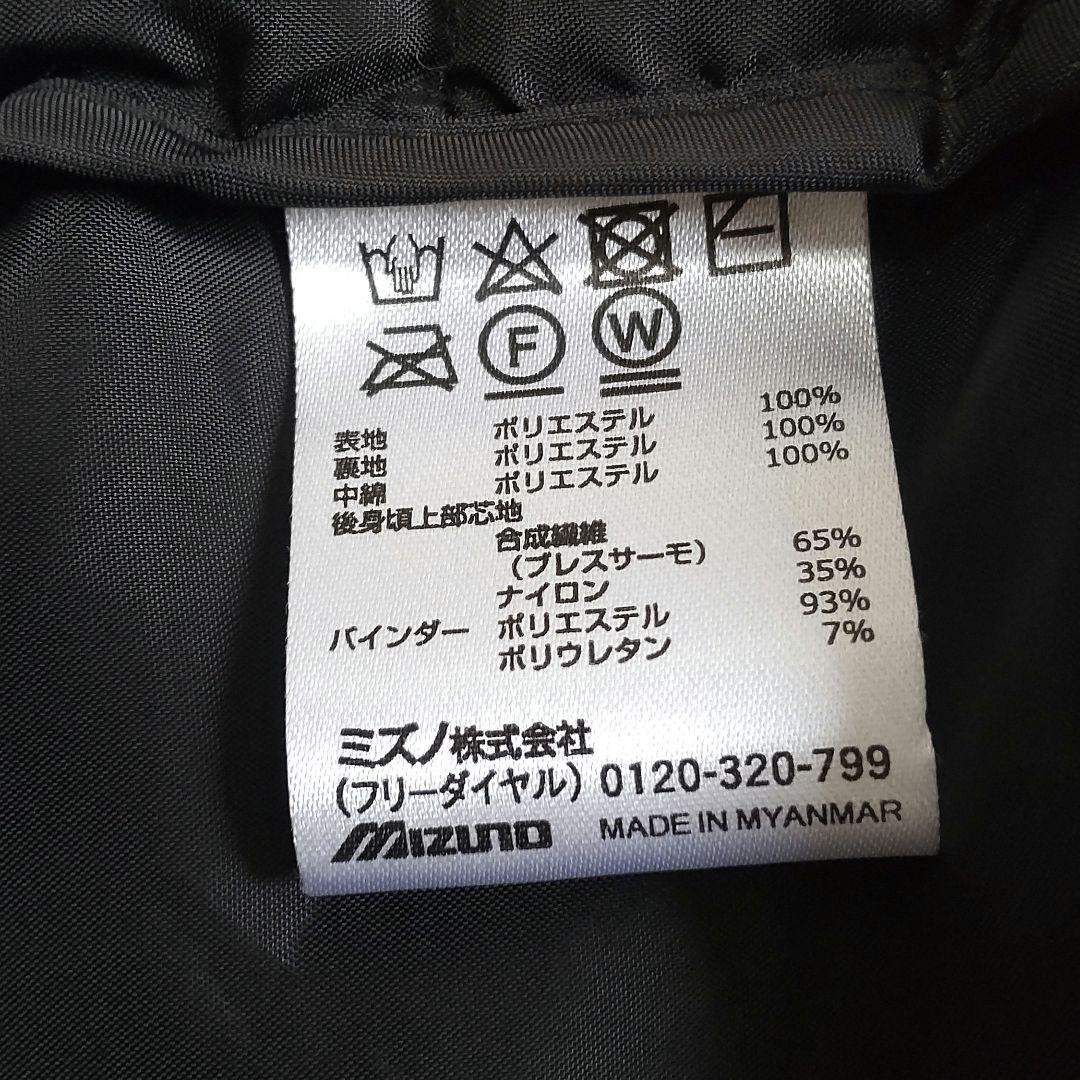 F W
表地 ポリエステル 100%
裏地 ポリエステル 100%
中綿 ポリエステル 100%
後身頃上部芯地
合成繊維
(ブレスサーモ) 65%
ナイロン 35%
バインダー ポリエステル 93%
ポリウレタン 7%
ミズノ株式会社
(フリーダイヤル) 0120-320-799
MIZUNO MADE IN MYANMAR